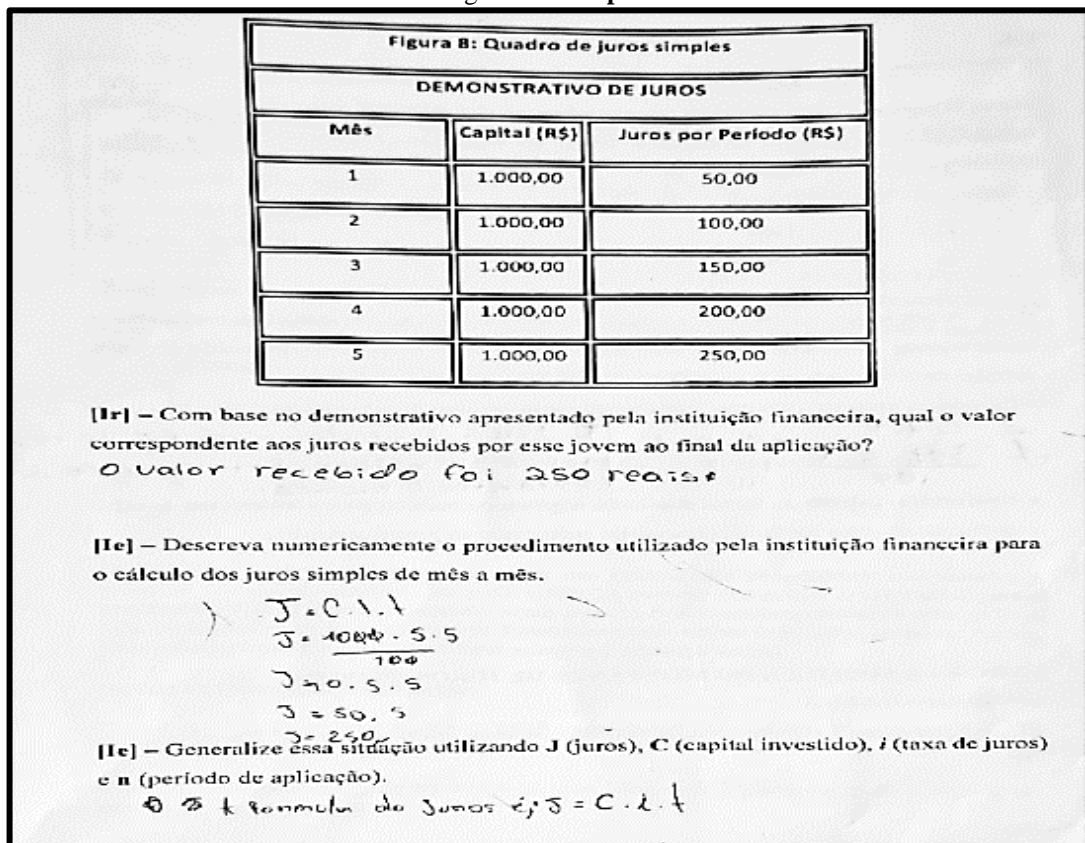 Figura 8: Quadro de juros simples
DEMONSTRATIVO DE JUROS
Mês Capital (R$) Juros por Período (R$)
1 1.000,00 50,00
2 1.000,00 100,00
3 1.000,00 150,00
4 1.000,00 200,00
5 1.000,00 250,00
[Ir] – Com base no demonstrativo apresentado pela instituição financeira, qual o valor
correspondente aos juros recebidos por esse jovem ao final da aplicação?
O valor recebido foi 250 reais
[Ie] – Descreva numericamente o procedimento utilizado pela instituição financeira para
o cálculo dos juros simples de mês a mês.
J = C.i.t
J = 1000 . 5 . 5
100
J = 10 . 5 . 5
J = 50 . 5
J = 250
[Ie] – Generalize essa situação utilizando J (juros), C (capital investido), i (taxa de juros)
e n (período de aplicação).
formula do Juros é; J = C . i . t